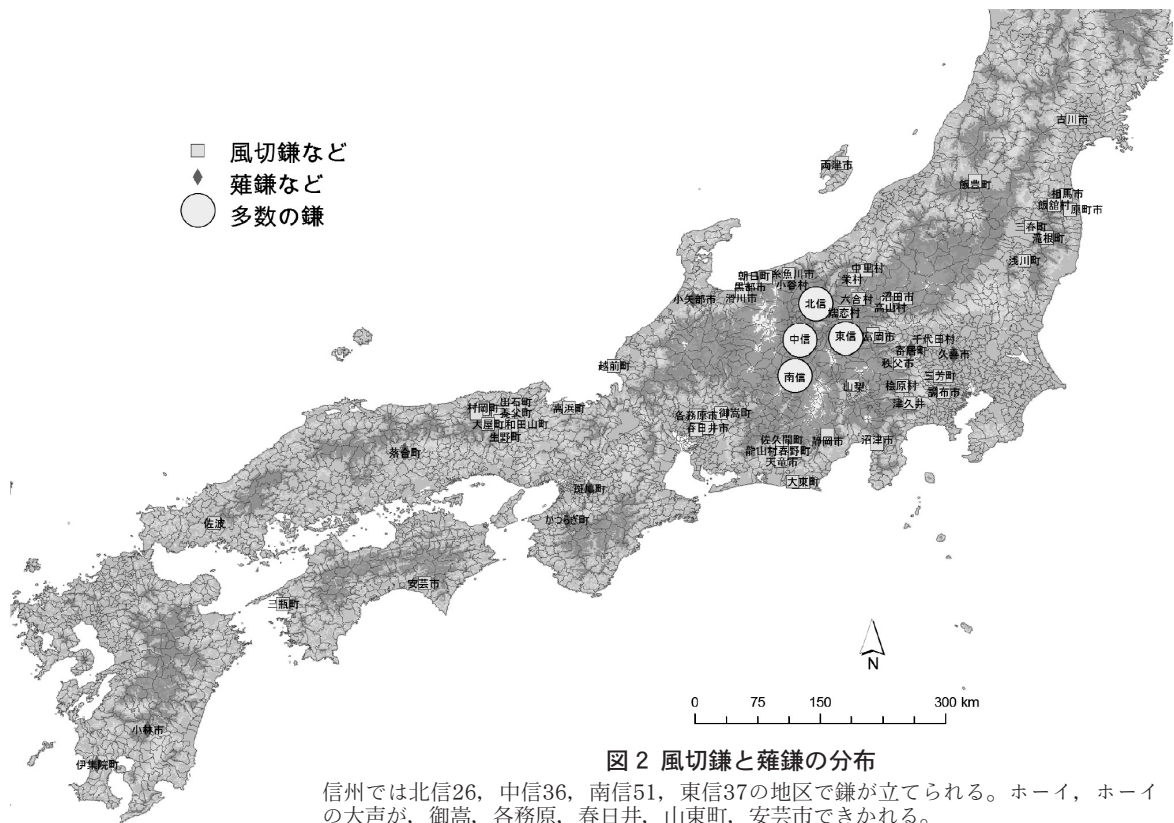 風切鎌など
薙鎌など
多数の鎌
古川市
両津市
飯豊町
相馬市
飯舘村
原町市
三春町
滝根町
浅川町
朝日町
糸魚川市
中里村
黒部市
小谷村
栄村
小矢部市
滑川市
北信
六合村
沼田市
嬬恋村
高山村
中信
東信
富岡市
千代田村
寄居町
久喜市
秩父市
越前町
南信
山梨
檜原村
三芳町
調布市
津久井
村岡町
出石町
養父町
高浜町
大屋町
和田山町
生野町
各務原市
御嵩町
春日井市
佐久間町
静岡市
沼津市
龍山村
春野町
天竜市
大東町
落合町
斑鳩町
かつらぎ町
佐波
安芸市
三瓶町
小林市
伊集院町
N
0 75 150 300 km
図 2 風切鎌と薙鎌の分布
信州では北信26，中信36，南信51，東信37の地区で鎌が立てられる。ホーイ，ホーイ
の大声が，御嵩，各務原，春日井，山東町，安芸市できかれる。